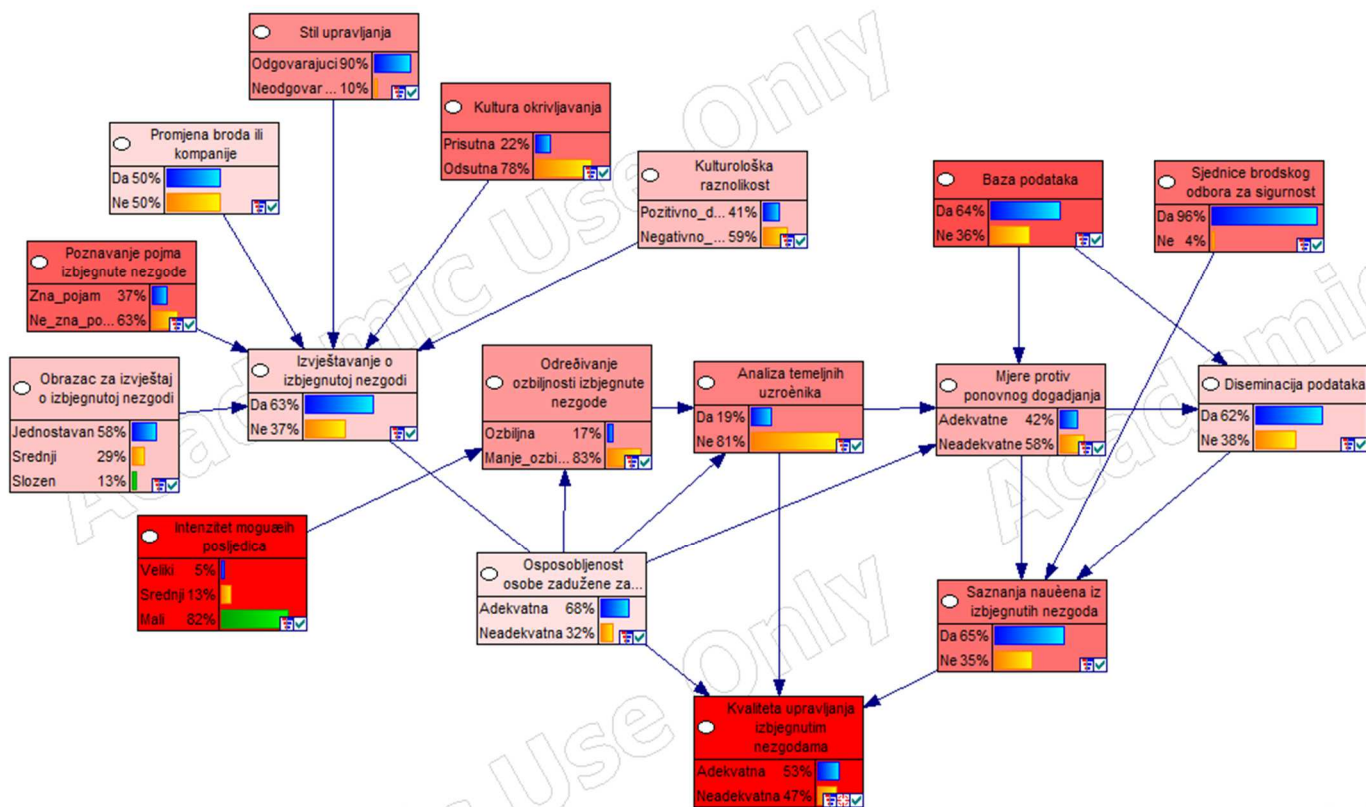 Stil upravljanja
Odgovarajuci 90%
Neodgovar ... 10%
Kultura okrivljavanja
Prisutna 22%
Odsutna 78%
Promjena broda ili
kompanije
Da 50%
Ne 50%
Kulturološka
raznolikost
Pozitivno_d... 41%
Negativno_... 59%
Baza podataka
Da 64%
Ne 36%
Sjednice brodskog
odbora za sigurnost
Da 96%
Ne 4%
Poznavanje pojma
izbjegnute nezgode
Zna_pojam 37%
Ne_zna_po... 63%
Obrazac za izvještaj
o izbjegnutoj nezgodi
Jednostavan 58%
Srednji 29%
Slozen 13%
Izvještavanje o
izbjegnutoj nezgodi
Da 63%
Ne 37%
Odreðivanje
ozbiljnosti izbjegnute
nezgode
Ozbiljna 17%
Manje_ozbi... 83%
Analiza temeljnih
uzroènika
Da 19%
Ne 81%
Mjere protiv
ponovnog dogadjanja
Adekvatne 42%
Neadekvatne 58%
Diseminacija podataka
Da 62%
Ne 38%
Intenzitet moguæih
posljedica
Veliki 5%
Srednji 13%
Mali 82%
Osposobljenost
osobe zadužene za...
Adekvatna 68%
Neadekvatna 32%
Saznanja nauèena iz
izbjegnutih nezgoda
Da 65%
Ne 35%
Kvaliteta upravljanja
izbjegnutim
nezgodama
Adekvatna 53%
Neadekvatna 47%
Academic Use Only
Academic
Use Only